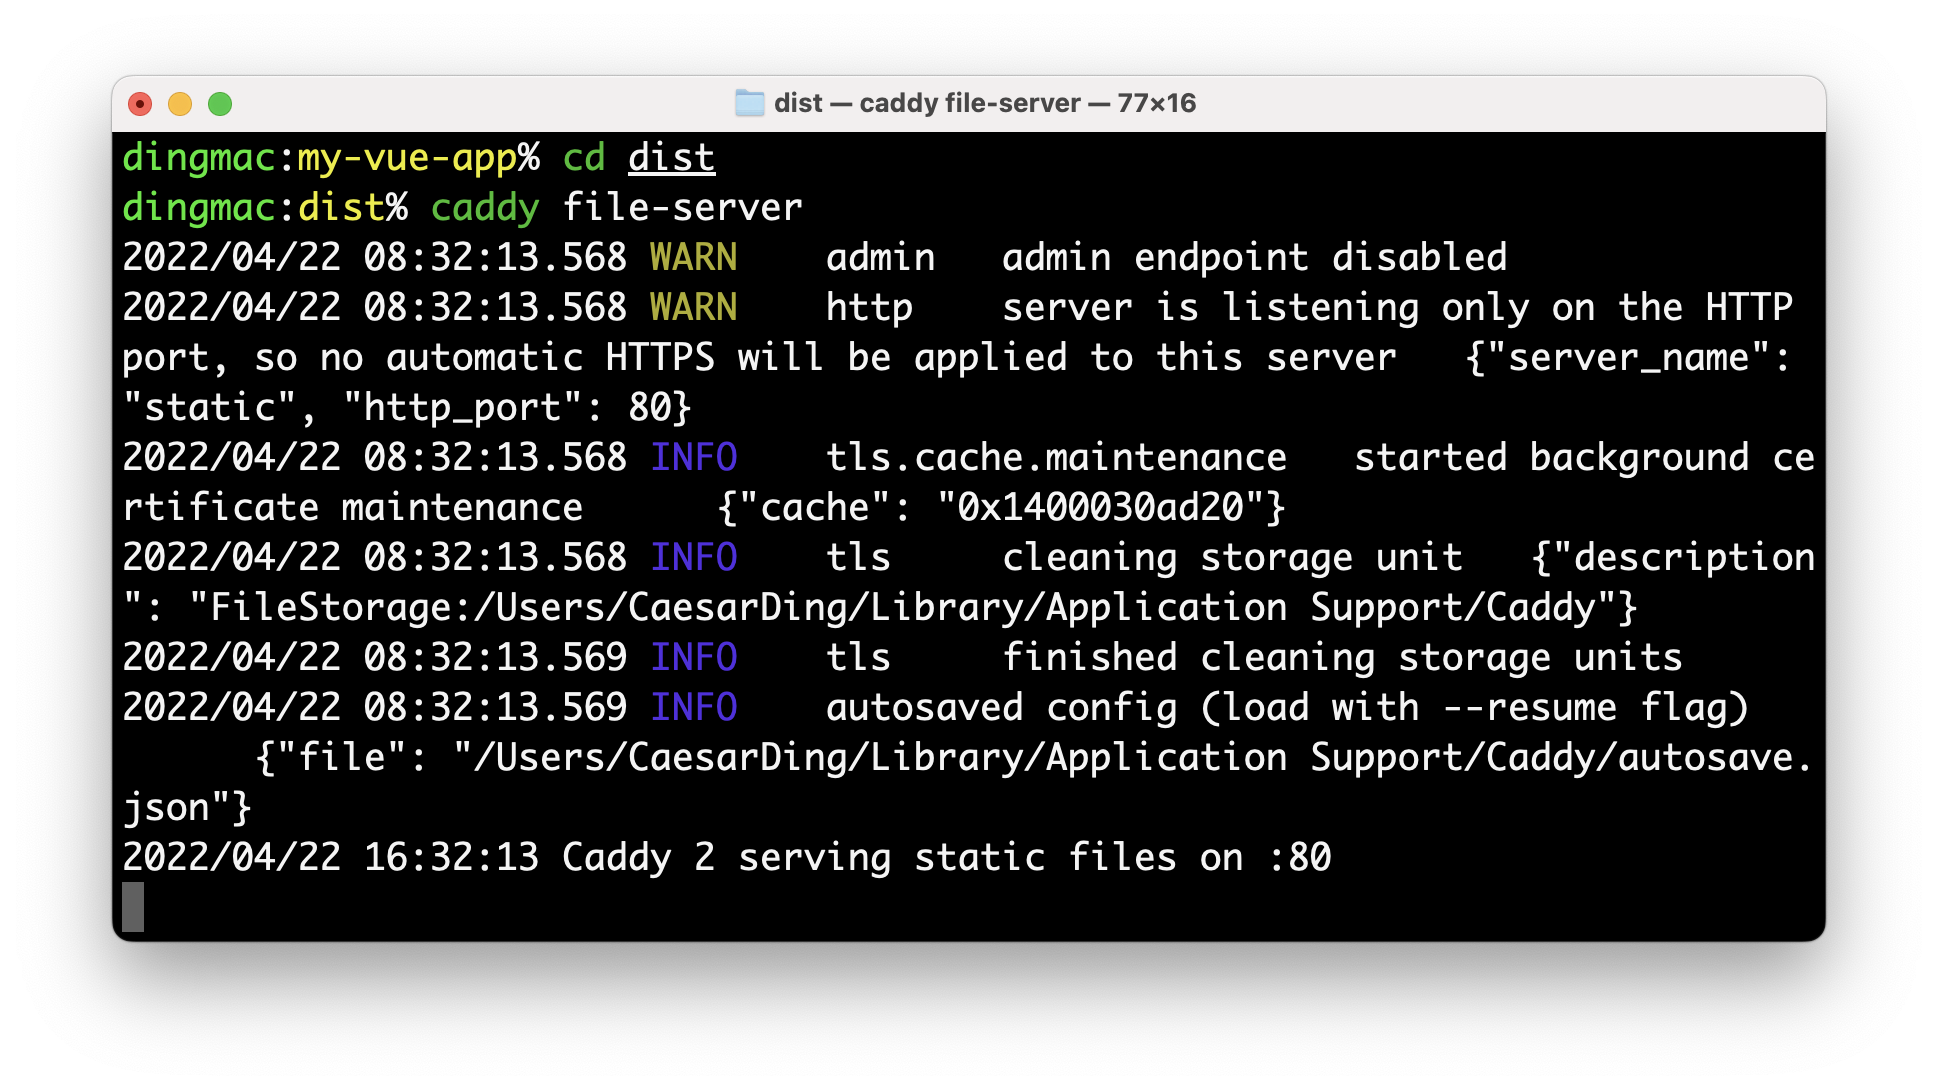 dist — caddy file-server — 77×16
dingmac:my-vue-app% cd dist
dingmac:dist% caddy file-server
2022/04/22 08:32:13.568 WARN    admin   admin endpoint disabled
2022/04/22 08:32:13.568 WARN    http    server is listening only on the HTTP
port, so no automatic HTTPS will be applied to this server   {"server_name":
"static", "http_port": 80}
2022/04/22 08:32:13.568 INFO    tls.cache.maintenance   started background ce
rtificate maintenance      {"cache": "0x1400030ad20"}
2022/04/22 08:32:13.568 INFO    tls     cleaning storage unit   {"description
": "FileStorage:/Users/CaesarDing/Library/Application Support/Caddy"}
2022/04/22 08:32:13.569 INFO    tls     finished cleaning storage units
2022/04/22 08:32:13.569 INFO    autosaved config (load with --resume flag)
      {"file": "/Users/CaesarDing/Library/Application Support/Caddy/autosave.
json"}
2022/04/22 16:32:13 Caddy 2 serving static files on :80